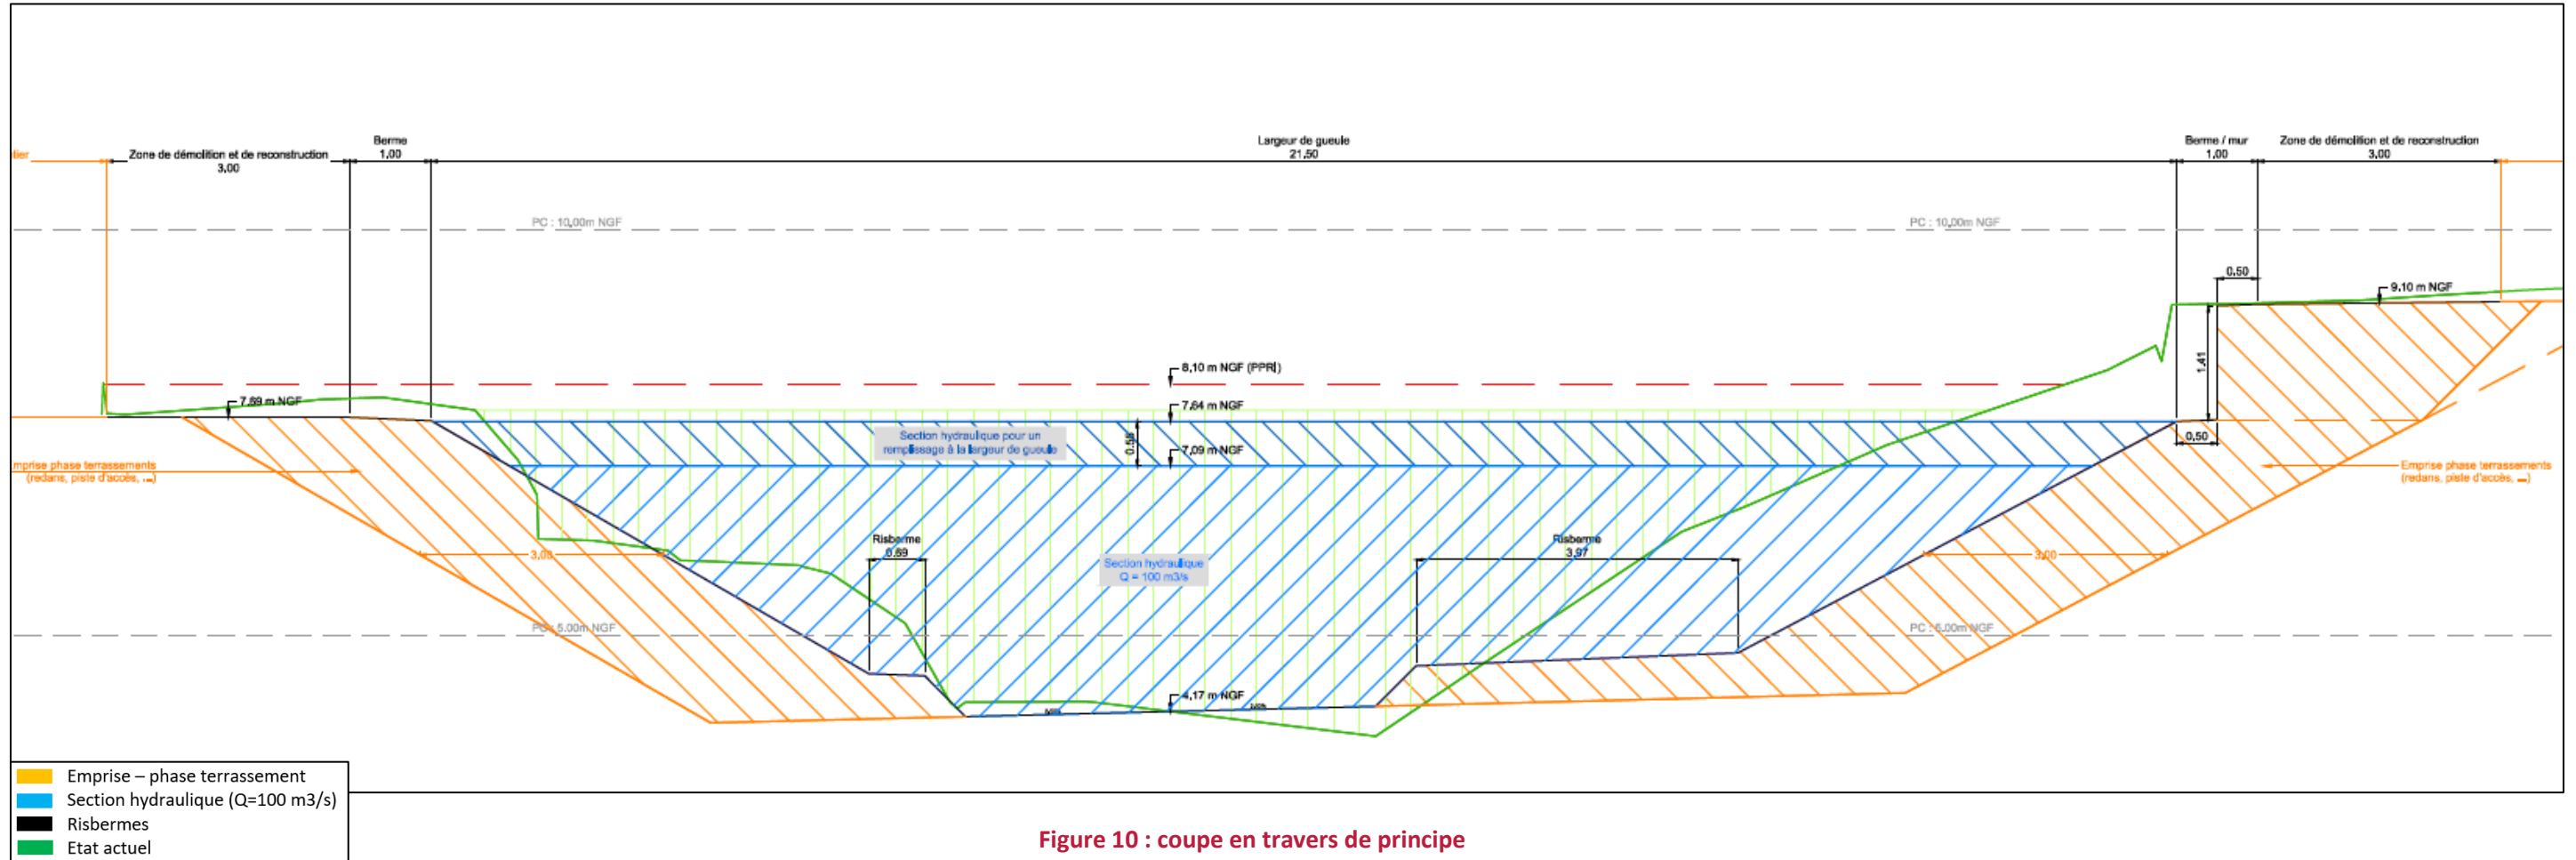 Berme
Largeur de gueule
Berme / mur
tier
Zone de démolition et de reconstruction
1,00
21,50
1,00
Zone de démolition et de reconstruction
3,00
3,00
PC : 10,00m NGF
PC : 10,00m NGF
0,50
9,10 m NGF
1,41
8,10 m NGF (PPRI)
7,69 m NGF
7,64 m NGF
Section hydraulique pour un
remplissage à la largeur de gueule
0,55
7,09 m NGF
0,50
mprise phase terrassements
(redans, piste d'accès, ...)
Emprise phase terrassements
(redans, piste d'accès, ...)
Risberme
0,69
Risberme
3,97
3,00
3,00
Section hydraulique
Q = 100 m3/s
PC : 5,00m NGF
PC : 5,00m NGF
4,17 m NGF
Emprise – phase terrassement
Section hydraulique (Q=100 m3/s)
Risbermes
Etat actuel
Figure 10 : coupe en travers de principe